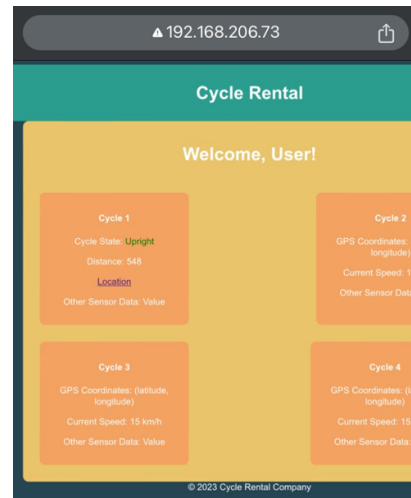 192.168.206.73
Cycle Rental
Welcome, User!
Cycle 1
Cycle State: Upright
Distance: 548
Location
Other Sensor Data: Value
Cycle 2
GPS Coordinates:
longitude)
Current Speed: 1
Other Sensor Dat
Cycle 3
GPS Coordinates: (latitude,
longitude)
Current Speed: 15 km/h
Other Sensor Data: Value
Cycle 4
GPS Coordinates: (l
longitude)
Current Speed: 15
Other Sensor Data:
© 2023 Cycle Rental Company